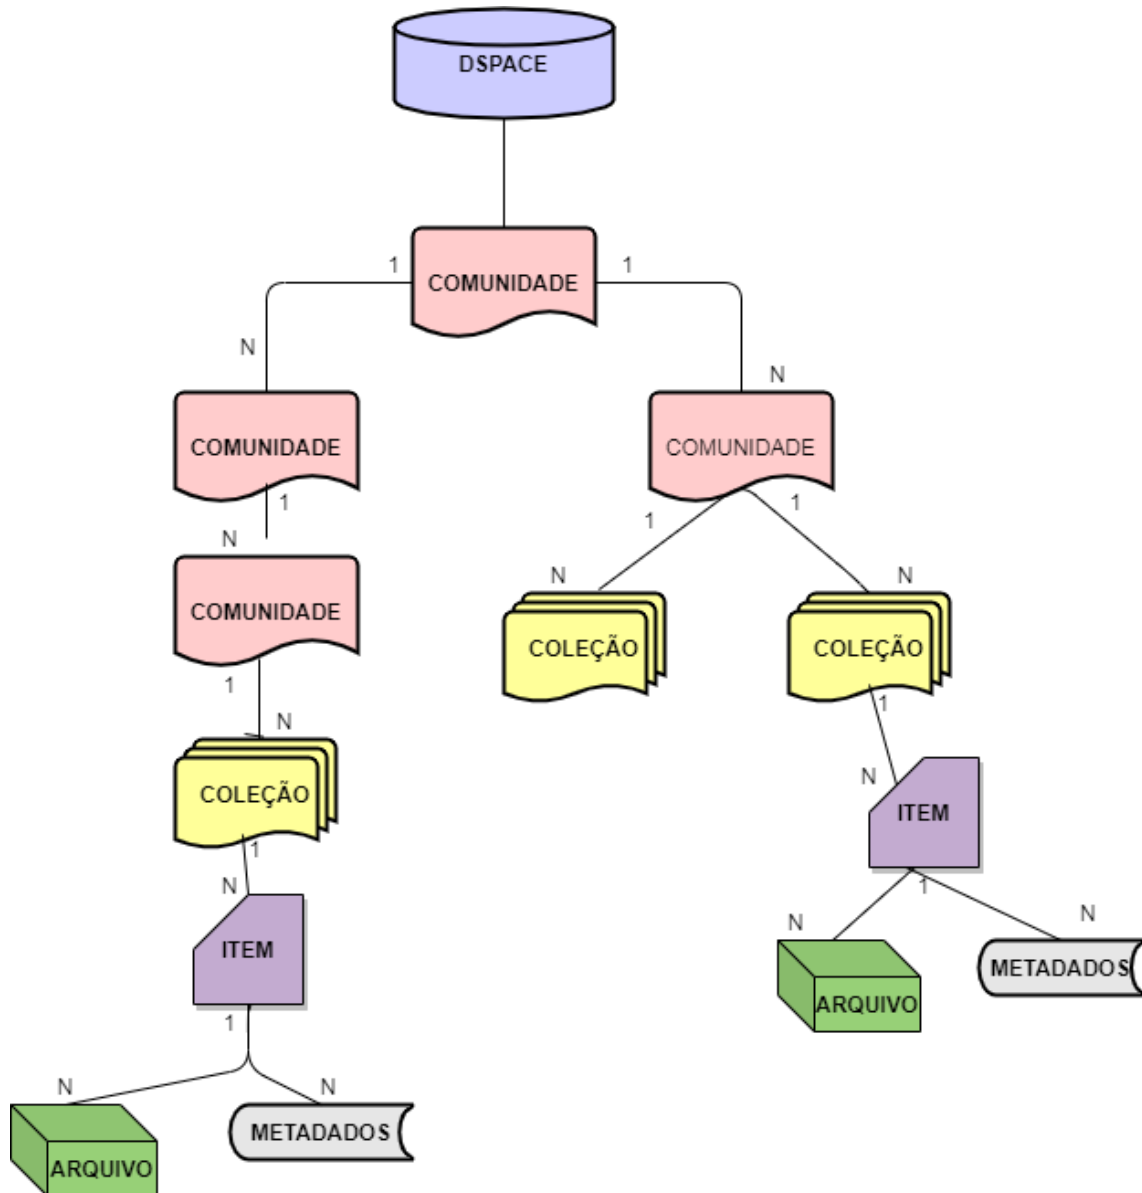 DSPACE
COMUNIDADE
1
1
N
N
COMUNIDADE
COMUNIDADE
1
1
1
N
N
N
COMUNIDADE
COLEÇÃO
COLEÇÃO
1
1
N
N
COLEÇÃO
ITEM
1
N
1
N
N
ITEM
METADADOS
ARQUIVO
1
N
N
METADADOS
ARQUIVO